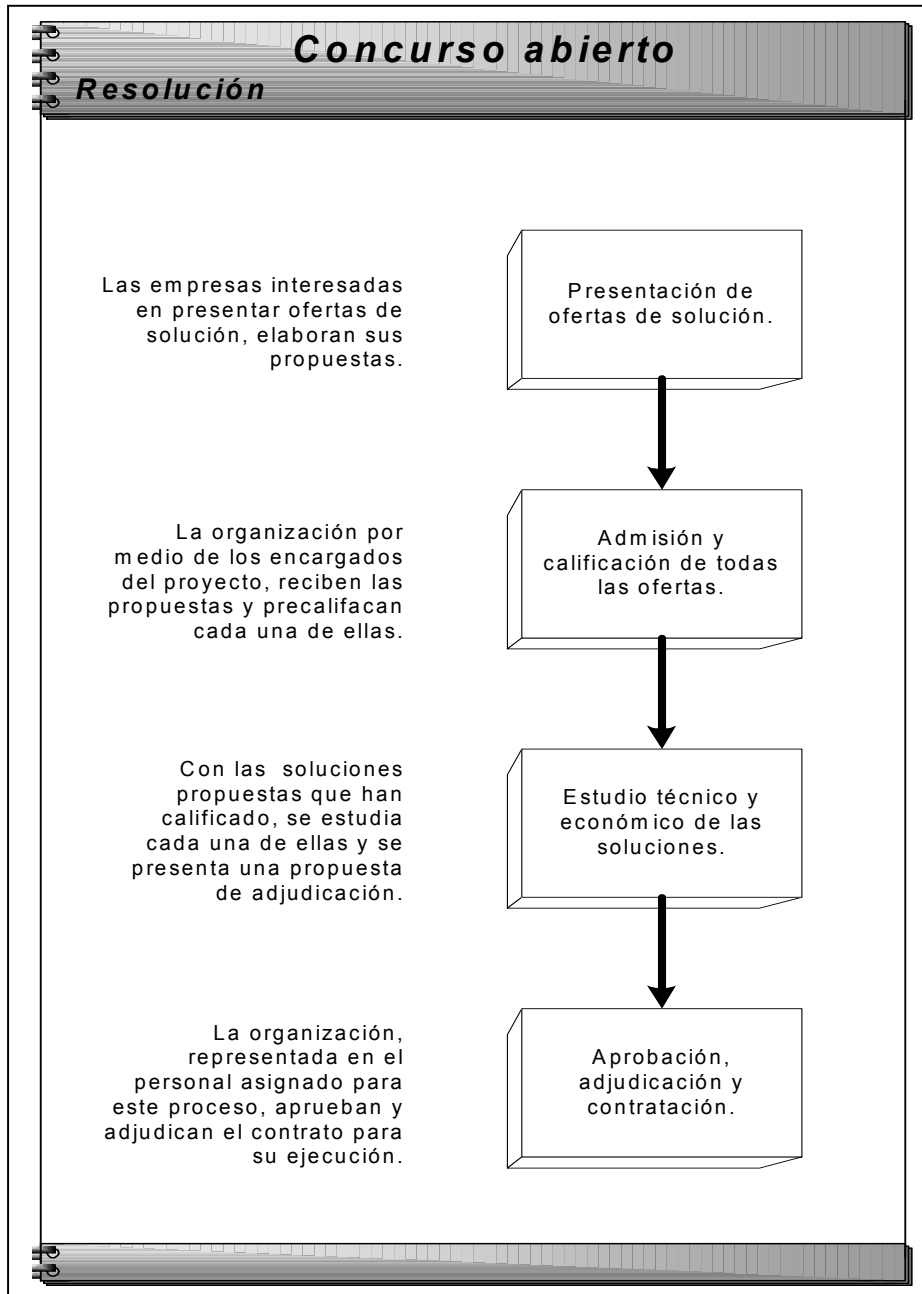 Concurso abierto
Resolución
Las empresas interesadas
en presentar ofertas de
solución, elaboran sus
propuestas.
Presentación de
ofertas de solución.
La organización por
medio de los encargados
del proyecto, reciben las
propuestas y precalifacan
cada una de ellas.
Admisión y
calificación de todas
las ofertas.
Con las soluciones
propuestas que han
calificado, se estudia
cada una de ellas y se
presenta una propuesta
de adjudicación.
Estudio técnico y
económico de las
soluciones.
La organización,
representada en el
personal asignado para
este proceso, aprueban y
adjudican el contrato para
su ejecución.
Aprobación,
adjudicación y
contratación.